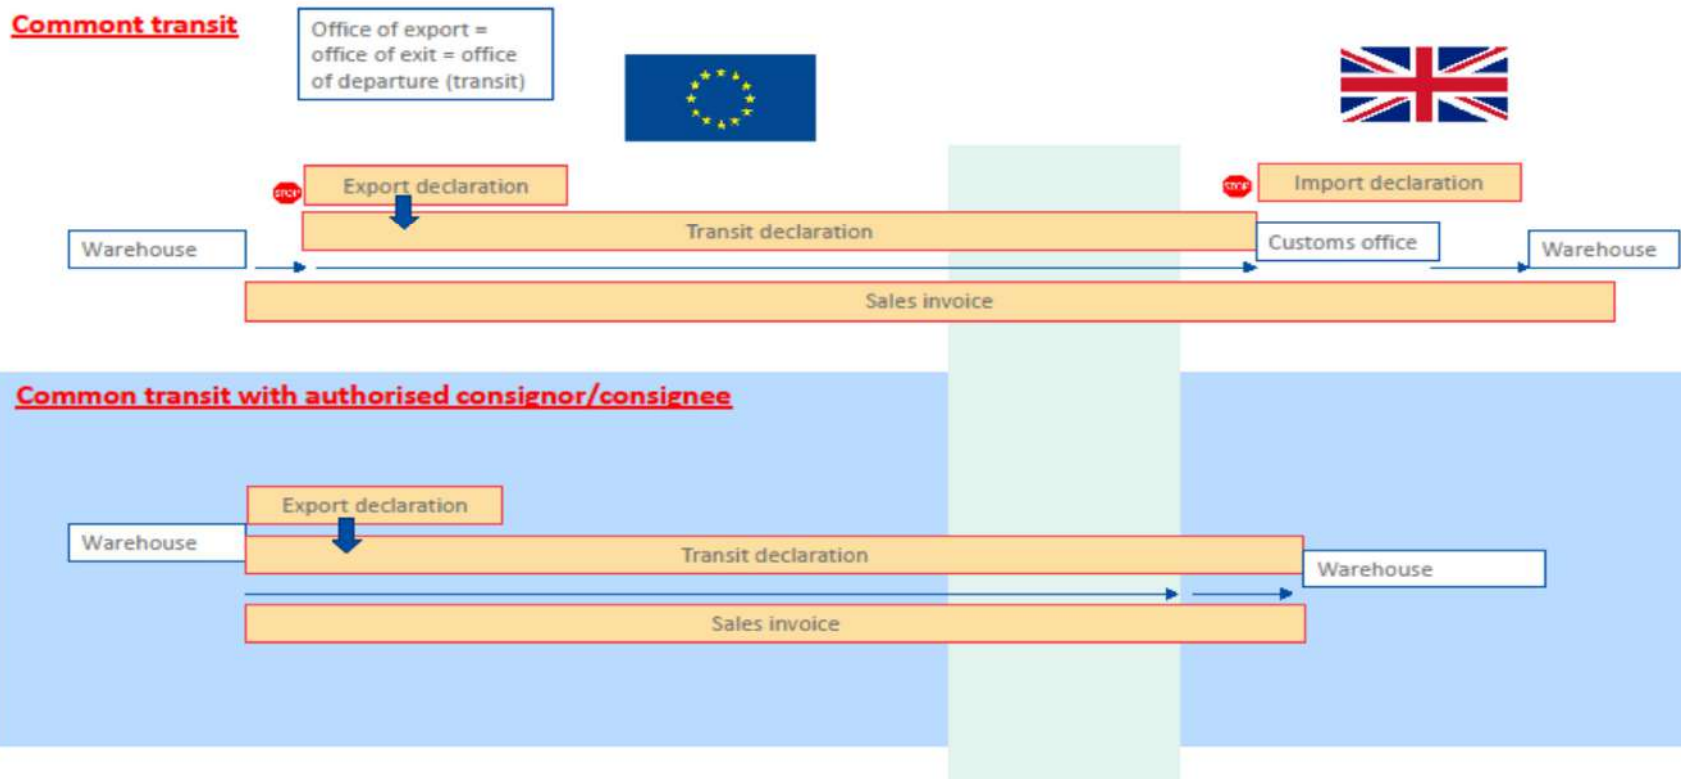 Commont transit
Office of export =
office of exit = office
of departure (transit)
STOP
Export declaration
STOP
Import declaration
Transit declaration
Warehouse
Customs office
Warehouse
Sales invoice
Common transit with authorised consignor/consignee
Export declaration
Warehouse
Transit declaration
Warehouse
Sales invoice